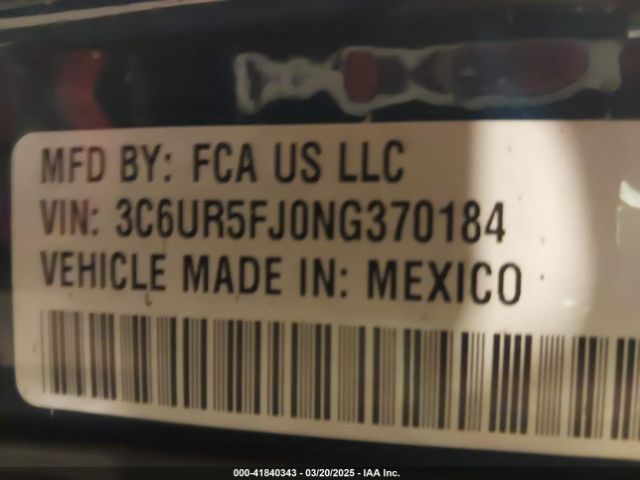 MFD BY: FCA US LLC
VIN: 3C6UR5FJ0NG370184
VEHICLE MADE IN: MEXICO
000-41840343 - 03/20/2025 - IAA Inc.